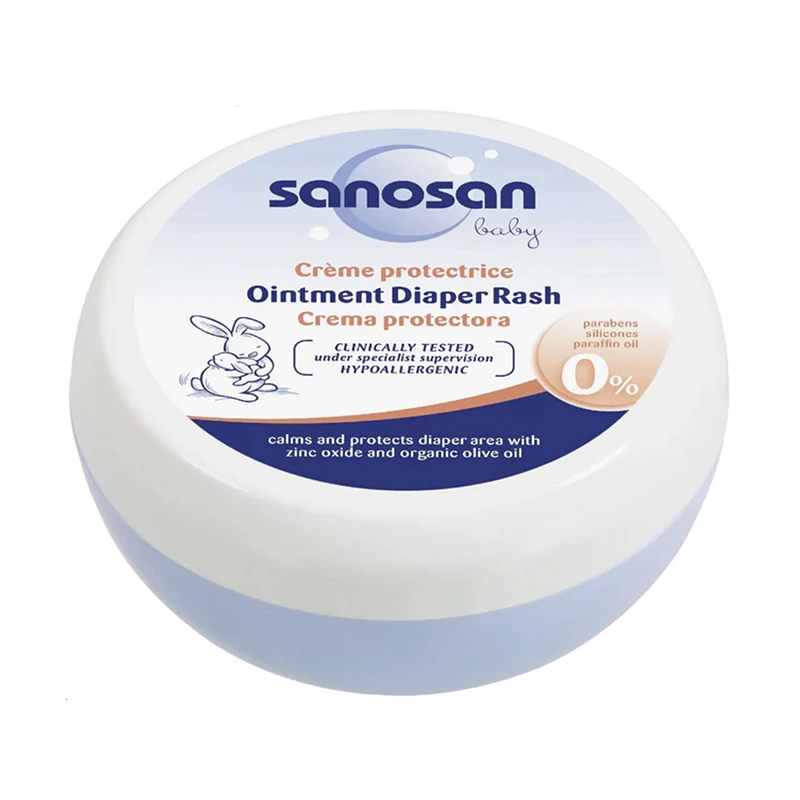 sanosan
baby
Crème protectrice
Ointment Diaper Rash
Crema protectora
CLINICALLY TESTED
under specialist supervision
HYPOALLERGENIC
parabens
silicones
paraffin oil
0%
calms and protects diaper area with
zinc oxide and organic olive oil